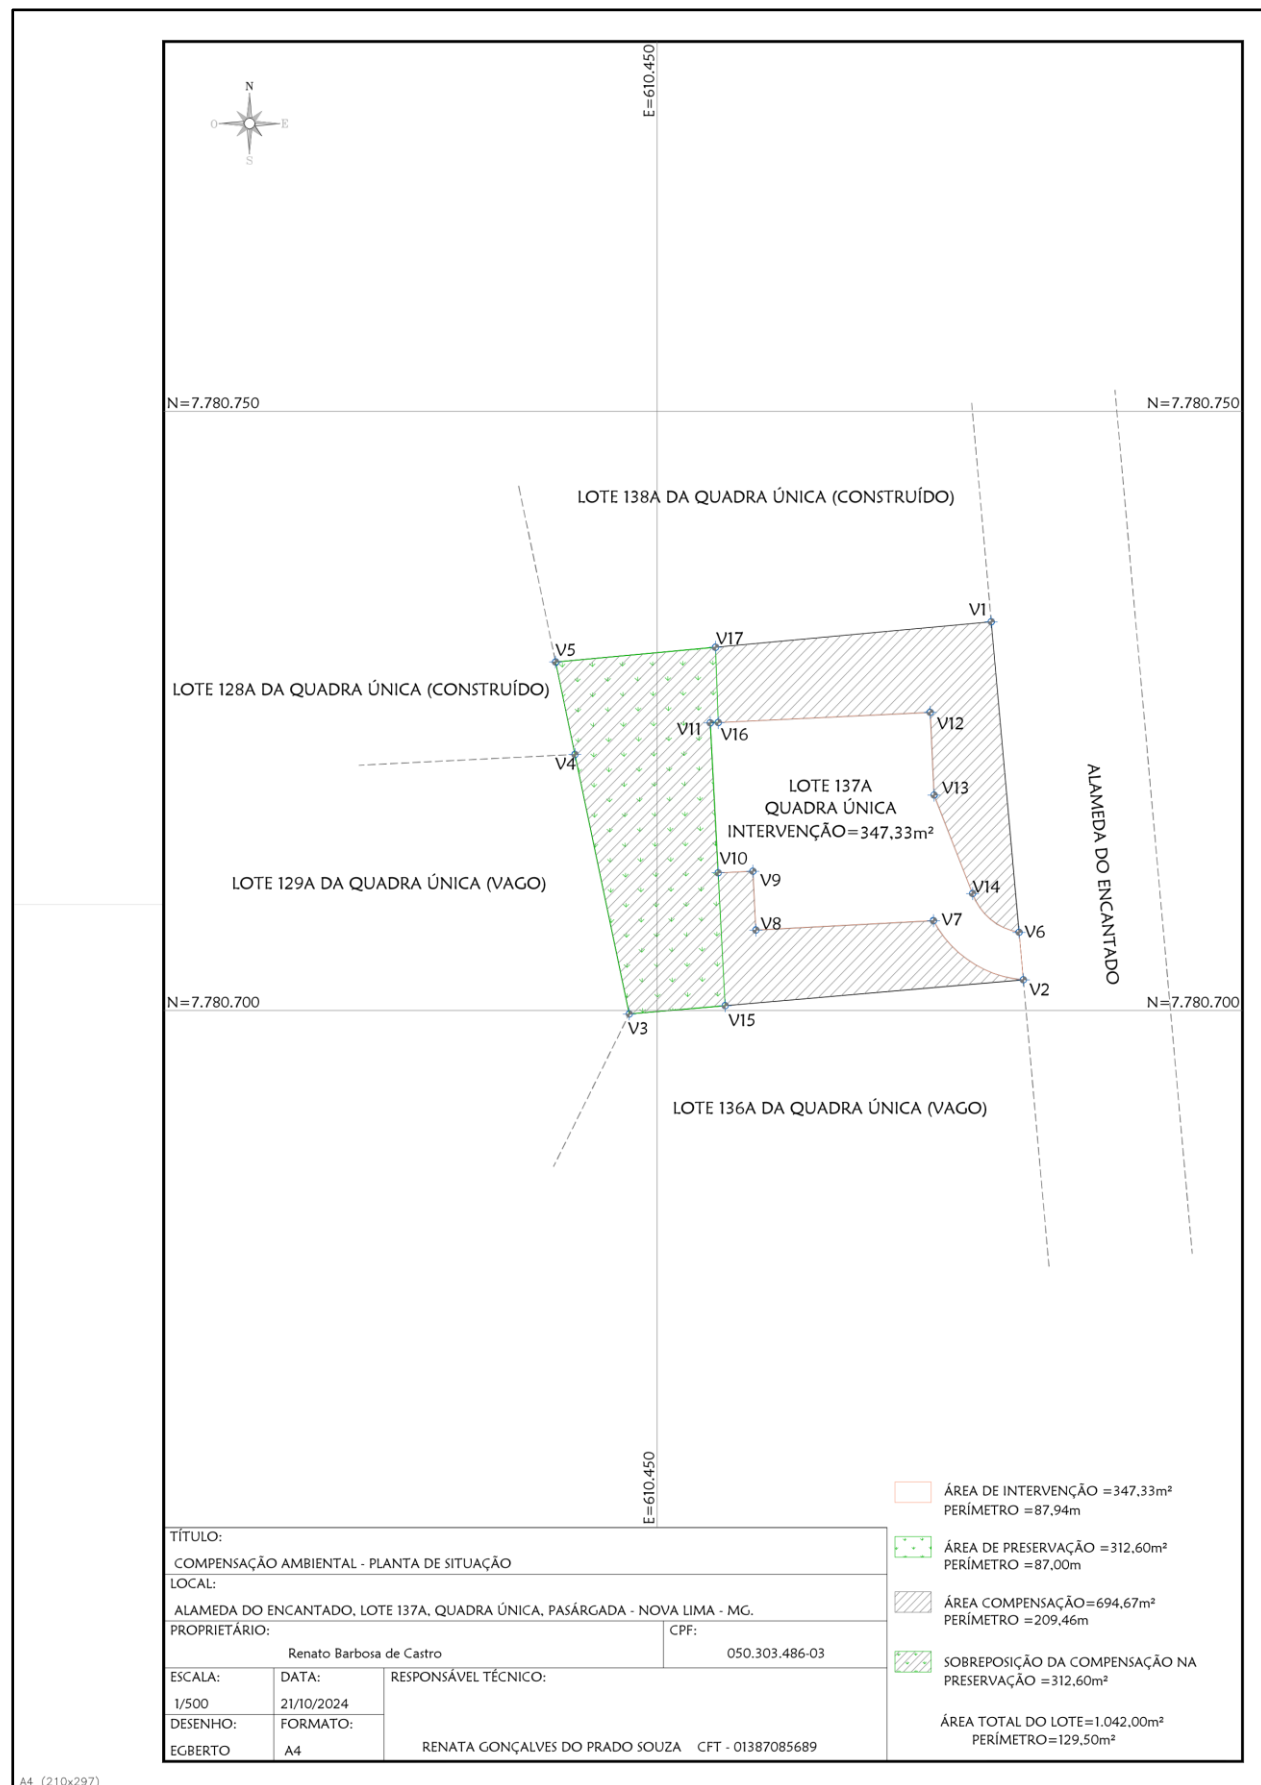 E=610.450
N
O
E
S
N=7.780.750
N=7.780.750
LOTE 138A DA QUADRA ÚNICA (CONSTRUÍDO)
V1
V17
V5
LOTE 128A DA QUADRA ÚNICA (CONSTRUÍDO)
V11
V16
V12
V4
ALAMEDA DO ENCANTADO
LOTE 137A
QUADRA ÚNICA
INTERVENÇÃO=347,33m²
V13
V10
V9
LOTE 129A DA QUADRA ÚNICA (VAGO)
V14
V8
V7
V6
V2
N=7.780.700
N=7.780.700
V3
V15
LOTE 136A DA QUADRA ÚNICA (VAGO)
E=610.450
ÁREA DE INTERVENÇÃO =347,33m²
PERÍMETRO =87,94m
ÁREA DE PRESERVAÇÃO =312,60m²
PERÍMETRO =87,00m
ÁREA COMPENSAÇÃO=694,67m²
PERÍMETRO =209,46m
SOBREPOSIÇÃO DA COMPENSAÇÃO NA
PRESERVAÇÃO =312,60m²
ÁREA TOTAL DO LOTE=1.042,00m²
PERÍMETRO=129,50m²
TÍTULO:
COMPENSAÇÃO AMBIENTAL - PLANTA DE SITUAÇÃO
LOCAL:
ALAMEDA DO ENCANTADO, LOTE 137A, QUADRA ÚNICA, PASÁRGADA - NOVA LIMA - MG.
PROPRIETÁRIO:
Renato Barbosa de Castro
CPF:
050.303.486-03
ESCALA:
1/500
DATA:
21/10/2024
RESPONSÁVEL TÉCNICO:
DESENHO:
EGBERTO
FORMATO:
A4
RENATA GONÇALVES DO PRADO SOUZA CFT - 01387085689
A4 (210x297)